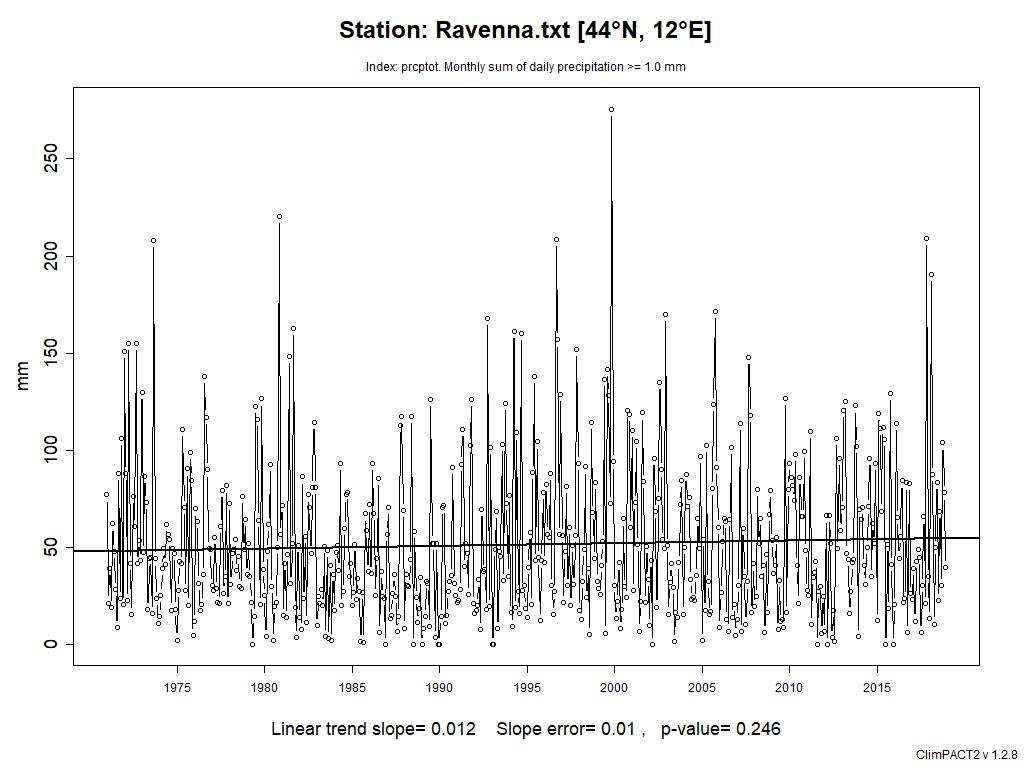 Station: Ravenna.txt [44°N, 12°E]
Index: prcptot. Monthly sum of daily precipitation >= 1.0 mm
mm
250
200
150
100
50
0
1975 1980 1985 1990 1995 2000 2005 2010 2015
Linear trend slope= 0.012 Slope error= 0.01 , p-value= 0.246
ClimPACT2 v 1.2.8